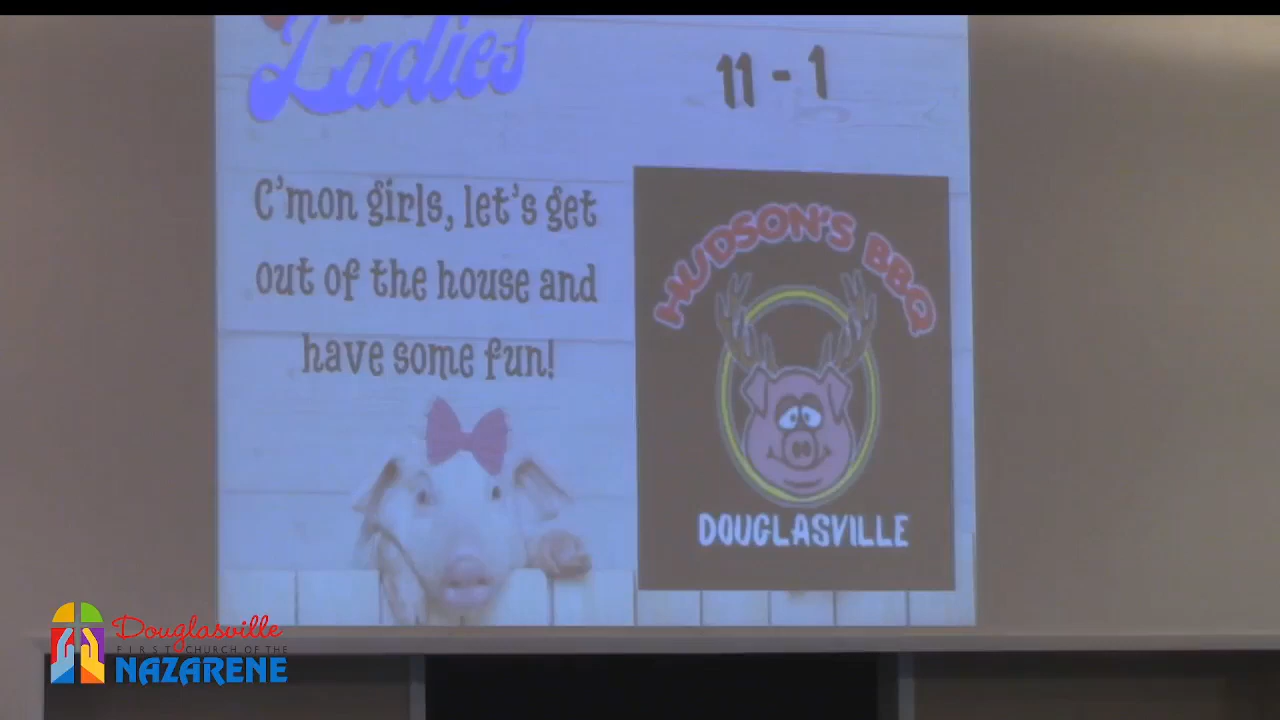 Ladies
11 - 1
C'mon girls, let's get
out of the house and
have some fun!
HUDSON'S BBQ
DOUGLASVILLE
Douglasville
FIRST CHURCH OF THE
NAZARENE